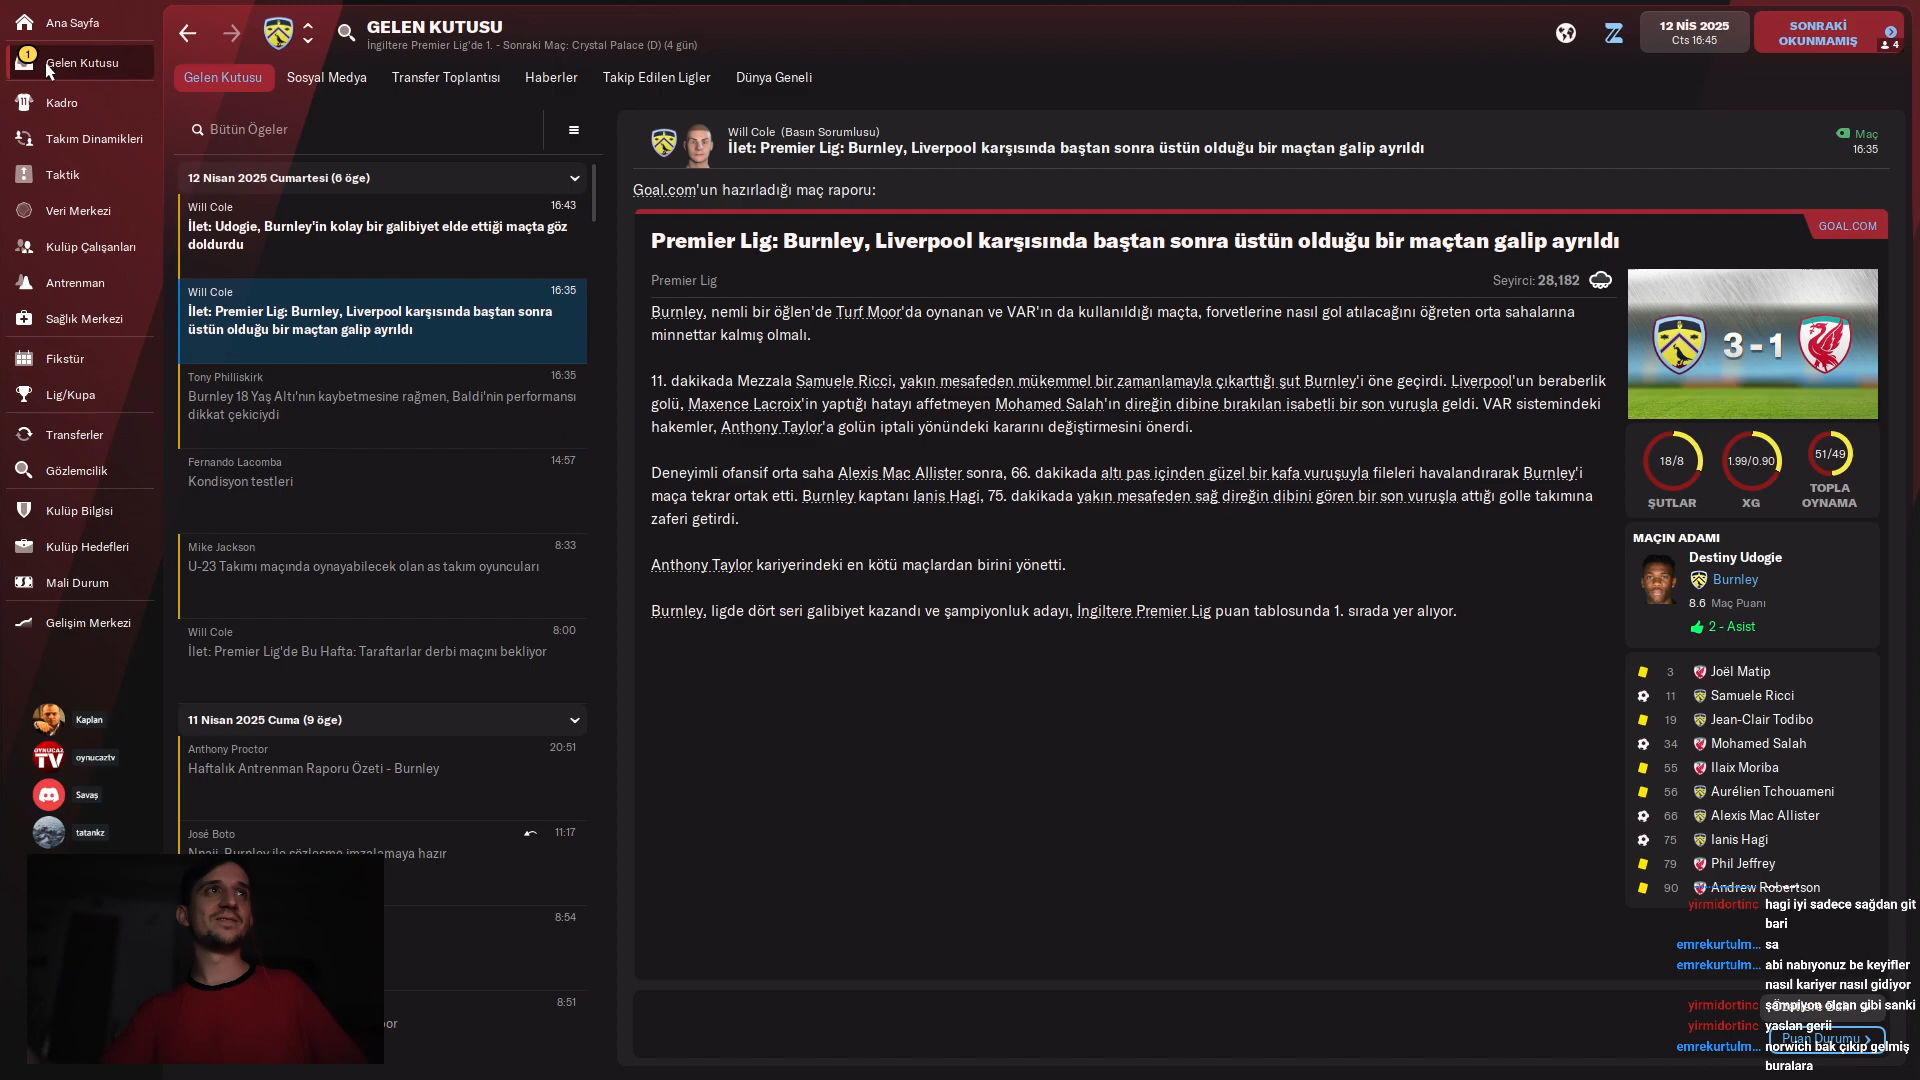 Ana Sayfa
1
Gelen Kutusu
Kadro
Takım Dinamikleri
Taktik
Veri Merkezi
Kulüp Çalışanları
Antrenman
Sağlık Merkezi
Fikstür
Lig/Kupa
Transferler
Gözlemcilik
Kulüp Bilgisi
Kulüp Hedefleri
Mali Durum
Gelişim Merkezi
Kaplan
OYNUCAZ TV
oynucaztv
Savaş
tatankz
GELEN KUTUSU
İngiltere Premier Lig'de 1. - Sonraki Maç: Crystal Palace (D) (4 gün)
12 NİS 2025
Cts 16:45
SONRAKİ OKUNMAMIŞ
4
Gelen Kutusu
Sosyal Medya
Transfer Toplantısı
Haberler
Takip Edilen Ligler
Dünya Geneli
Bütün Ögeler
12 Nisan 2025 Cumartesi (6 öge)
Will Cole 16:43
İlet: Udogie, Burnley'in kolay bir galibiyet elde ettiği maçta göz
doldurdu
Will Cole 16:35
İlet: Premier Lig: Burnley, Liverpool karşısında baştan sonra
üstün olduğu bir maçtan galip ayrıldı
Tony Philliskirk 16:35
Burnley 18 Yaş Altı'nın kaybetmesine rağmen, Baldi'nin performansı
dikkat çekiciydi
Fernando Lacomba 14:57
Kondisyon testleri
Mike Jackson 8:33
U-23 Takımı maçında oynayabilecek olan as takım oyuncuları
Will Cole 8:00
İlet: Premier Lig'de Bu Hafta: Taraftarlar derbi maçını bekliyor
11 Nisan 2025 Cuma (9 öge)
Anthony Proctor 20:51
Haftalık Antrenman Raporu Özeti - Burnley
José Boto 11:17
Burnley ile sözleşme imzalamaya hazır
8:54
8:51
Will Cole (Basın Sorumlusu)
İlet: Premier Lig: Burnley, Liverpool karşısında baştan sonra üstün olduğu bir maçtan galip ayrıldı
Maç
16:35
Goal.com'un hazırladığı maç raporu:
GOAL.COM
Premier Lig: Burnley, Liverpool karşısında baştan sonra üstün olduğu bir maçtan galip ayrıldı
Premier Lig
Seyirci: 28,182
Burnley, nemli bir öğlen'de Turf Moor'da oynanan ve VAR'ın da kullanıldığı maçta, forvetlerine nasıl gol atılacağını öğreten orta sahalarına
minnettar kalmış olmalı.
11. dakikada Mezzala Samuele Ricci, yakın mesafeden mükemmel bir zamanlamayla çıkarttığı şut Burnley'i öne geçirdi. Liverpool'un beraberlik
golü, Maxence Lacroix'in yaptığı hatayı affetmeyen Mohamed Salah'ın direğin dibine bırakılan isabetli bir son vuruşla geldi. VAR sistemindeki
hakemler, Anthony Taylor'a golün iptali yönündeki kararını değiştirmesini önerdi.
Deneyimli ofansif orta saha Alexis Mac Allister sonra, 66. dakikada altı pas içinden güzel bir kafa vuruşuyla fileleri havalandırarak Burnley'i
maça tekrar ortak etti. Burnley kaptanı Ianis Hagi, 75. dakikada yakın mesafeden sağ direğin dibini gören bir son vuruşla attığı golle takımına
zaferi getirdi.
Anthony Taylor kariyerindeki en kötü maçlardan birini yönetti.
Burnley, ligde dört seri galibiyet kazandı ve şampiyonluk adayı, İngiltere Premier Lig puan tablosunda 1. sırada yer alıyor.
3 - 1
18/8
ŞUTLAR
1.99/0.90
XG
51/49
TOPLA
OYNAMA
MAÇIN ADAMI
Destiny Udogie
Burnley
8.6 Maç Puanı
2 - Asist
3 Joël Matip
11 Samuele Ricci
19 Jean-Clair Todibo
34 Mohamed Salah
55 Ilaix Moriba
56 Aurélien Tchouameni
66 Alexis Mac Allister
75 Ianis Hagi
79 Phil Jeffrey
90 Andrew Robertson
yirmidortinc hagi iyi sadece sağdan git
bari
emrekurtulm... sa
emrekurtulm... abi nabıyonuz be keyifler
nasıl kariyer nasıl gidiyor
yirmidortinc şampiyon olcan gibi sanki
yirmidortinc yaslan gerii
Puan Durumu
emrekurtulm... norwich bak çıkıp gelmiş
buralara